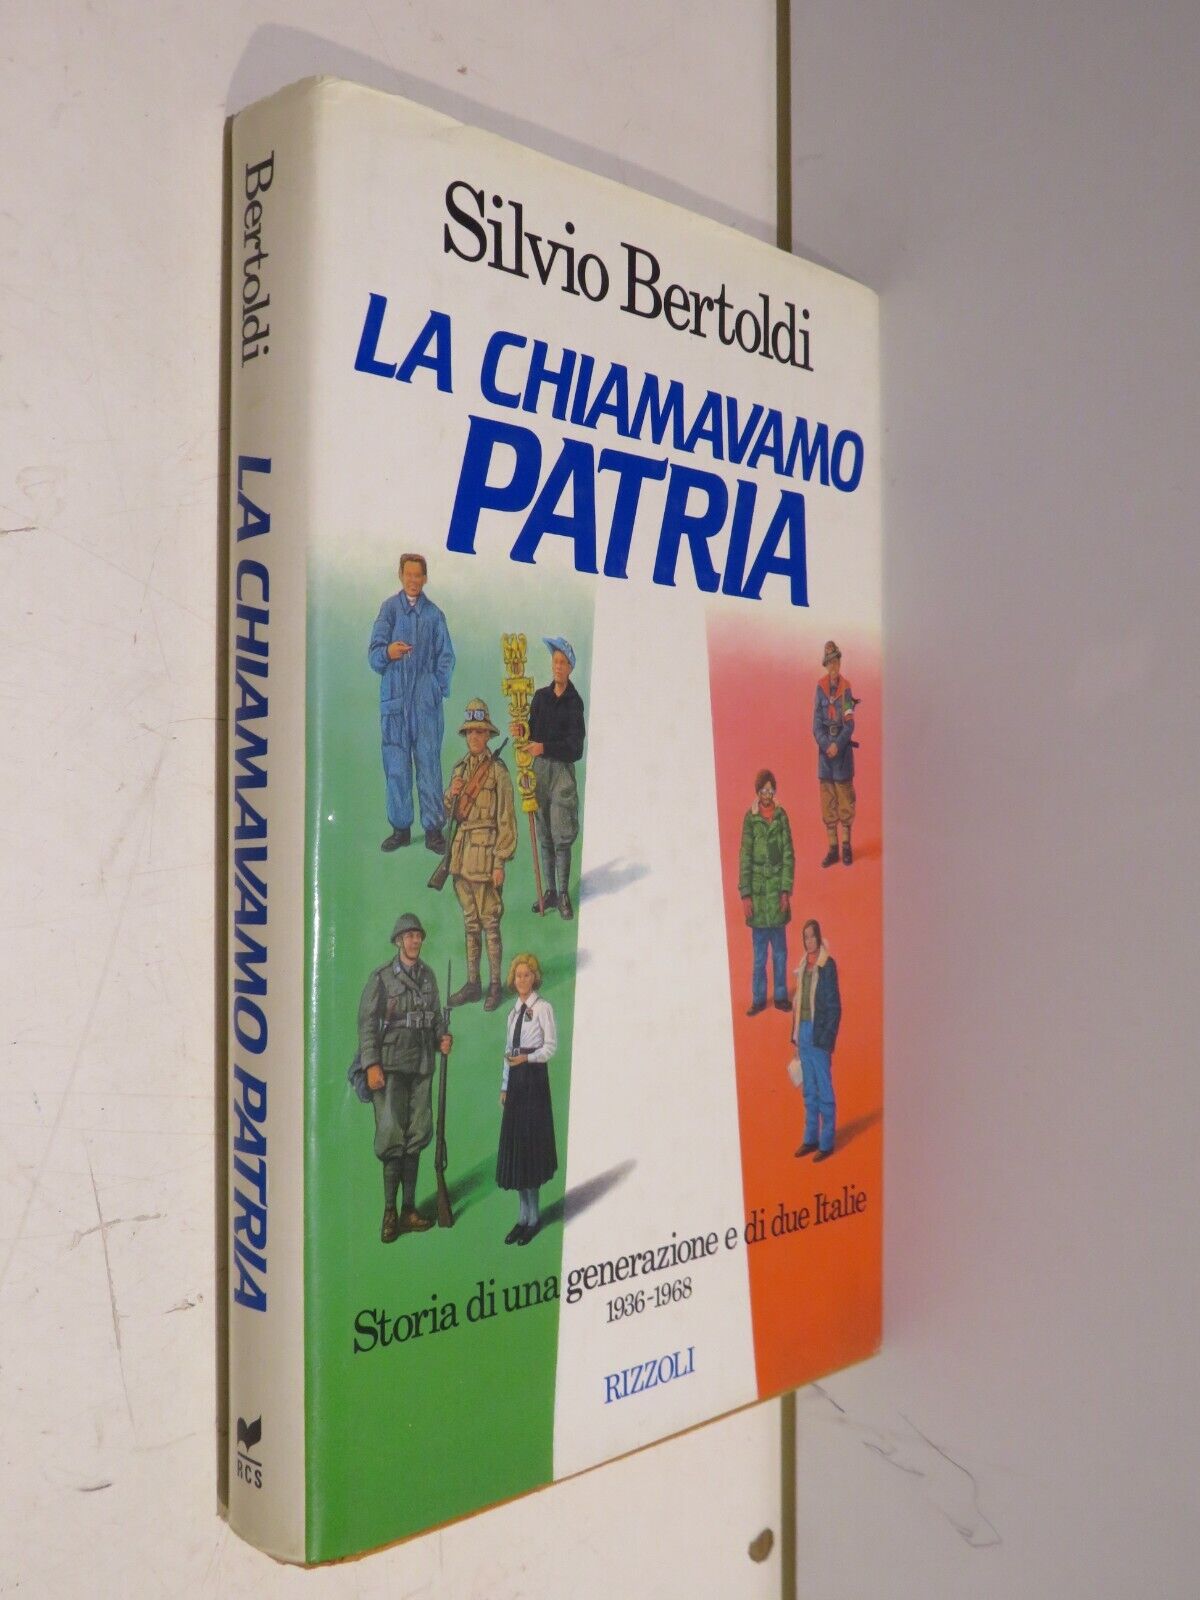 Bertoldi LA CHIAMAVAMO PATRIA
RCS
Silvio Bertoldi
LA CHIAMAVAMO
PATRIA
Storia di una generazione e di due Italie
1936-1968
RIZZOLI